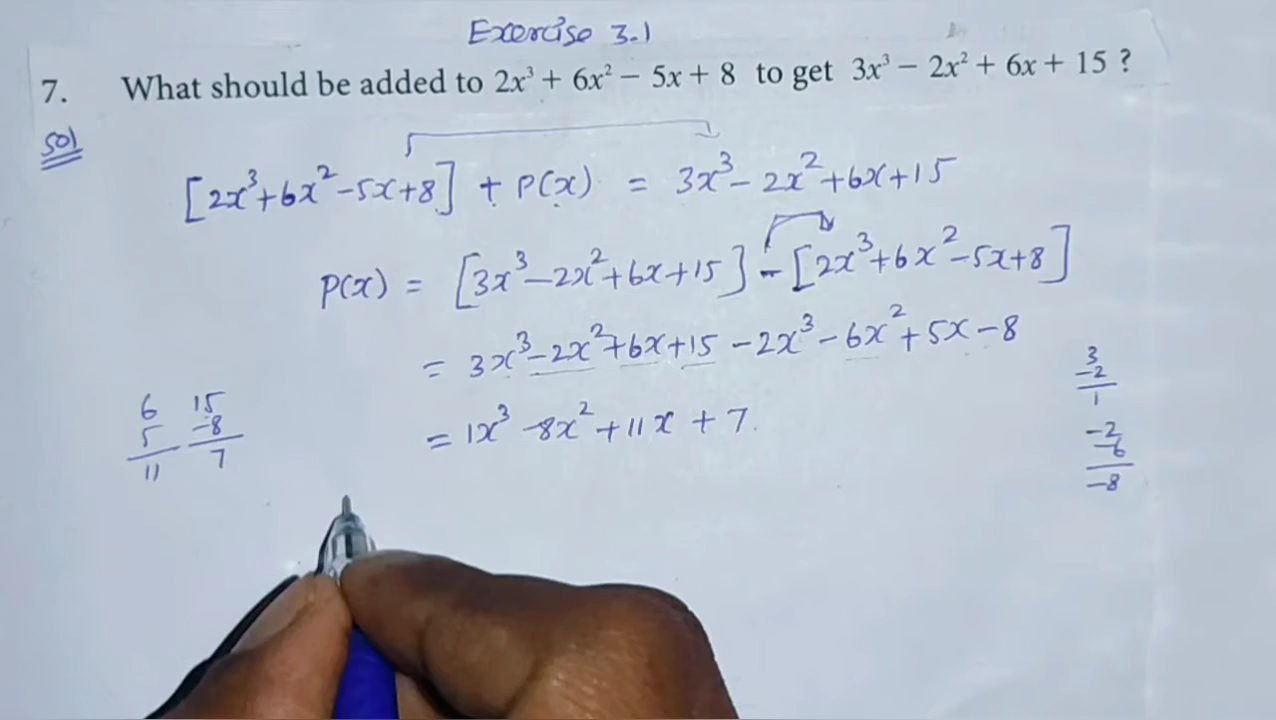 Exercise 3.1
7. What should be added to 2x³ + 6x² − 5x + 8 to get 3x³ − 2x² + 6x + 15 ?
Sol
[2x³+6x²−5x+8] + P(x) = 3x³−2x²+6x+15
P(x) = [3x³−2x²+6x+15] − [2x³+6x²−5x+8]
= 3x³−2x²+6x+15−2x³−6x²+5x−8
= 1x³ −8x²+11x+7.
6
5
11
15
−8
7
3
−2
1
−2
−6
−8